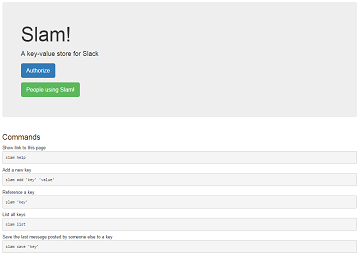 Slam!
A key-value store for Slack
Authorize
People using Slam!
Commands
Show link to this page
slam help
Add a new key
slam add "key" "value"
Reference a key
slam "key"
List all keys
slam list
Save the last message posted by someone else to a key
slam save "key"